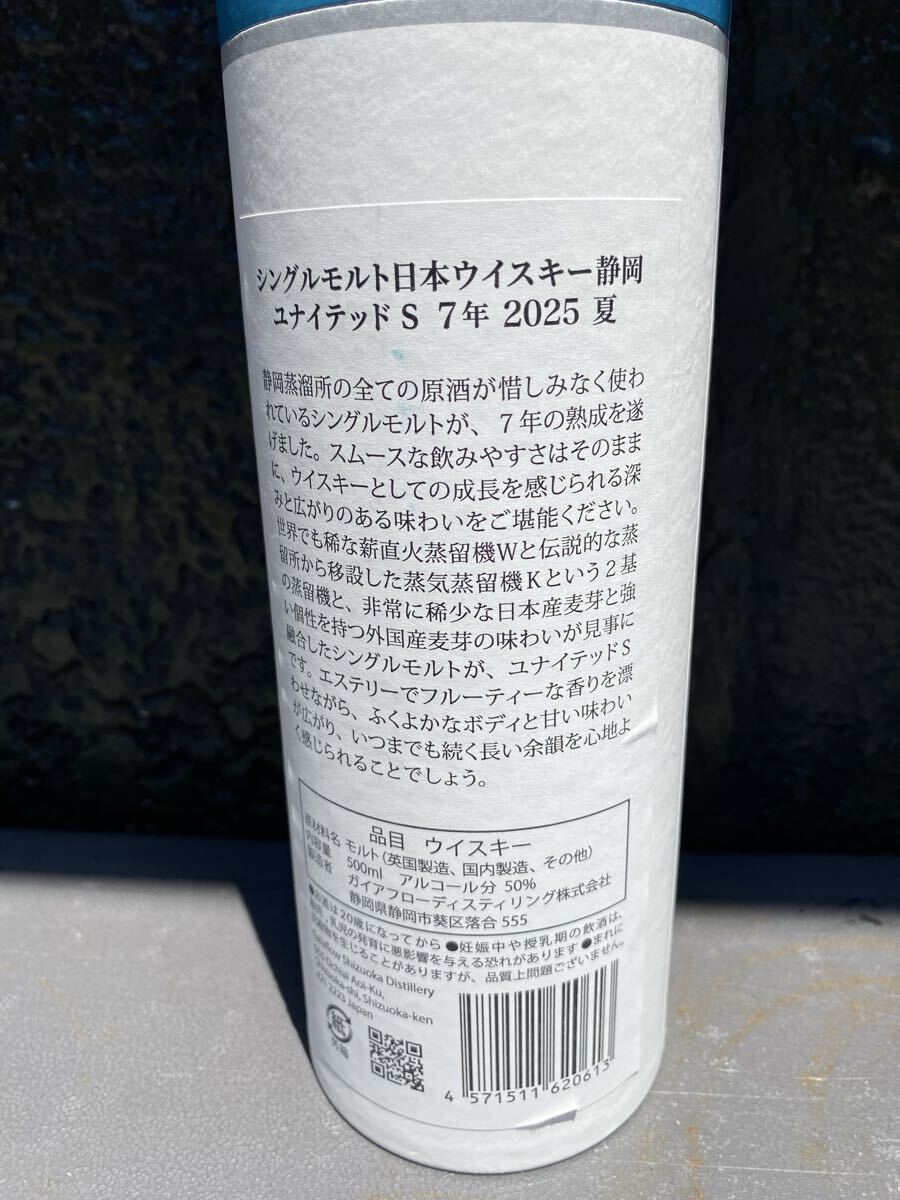 シングルモルト日本ウイスキー静岡
ユナイテッド S 7年 2025 夏
静岡蒸溜所の全ての原酒が惜しみなく使わ
れているシングルモルトが、７年の熟成を遂
げました。スムースな飲みやすさはそのまま
に、ウイスキーとしての成長を感じられる深
みと広がりのある味わいをご堪能ください。
世界でも稀な薪直火蒸留機Wと伝説的な蒸
留所から移設した蒸気蒸留機Kという２基
の蒸留機と、非常に稀少な日本産麦芽と強
い個性を持つ外国産麦芽の味わいが見事に
融合したシングルモルトが、ユナイテッドS
です。エステリーでフルーティーな香りを漂
わせながら、ふくよかなボディと甘い味わい
が広がり、いつまでも続く長い余韻を心地よ
く感じられることでしょう。
品目 ウイスキー
原材料名 モルト（英国製造、国内製造、その他）
内容量 500ml アルコール分 50%
製造者 ガイアフローディスティリング株式会社
静岡県静岡市葵区落合 555
●お酒は20歳になってから ●妊娠中や授乳期の飲酒は、
乳児の発育に悪影響を与える恐れがあります ●まれに
を生じることがありますが、品質上問題ございません。
Shizuoka Distillery
Ochial Aoi-Ku,
Shizuoka-ken
2223 Japan
紙
外函
4 571511 620613